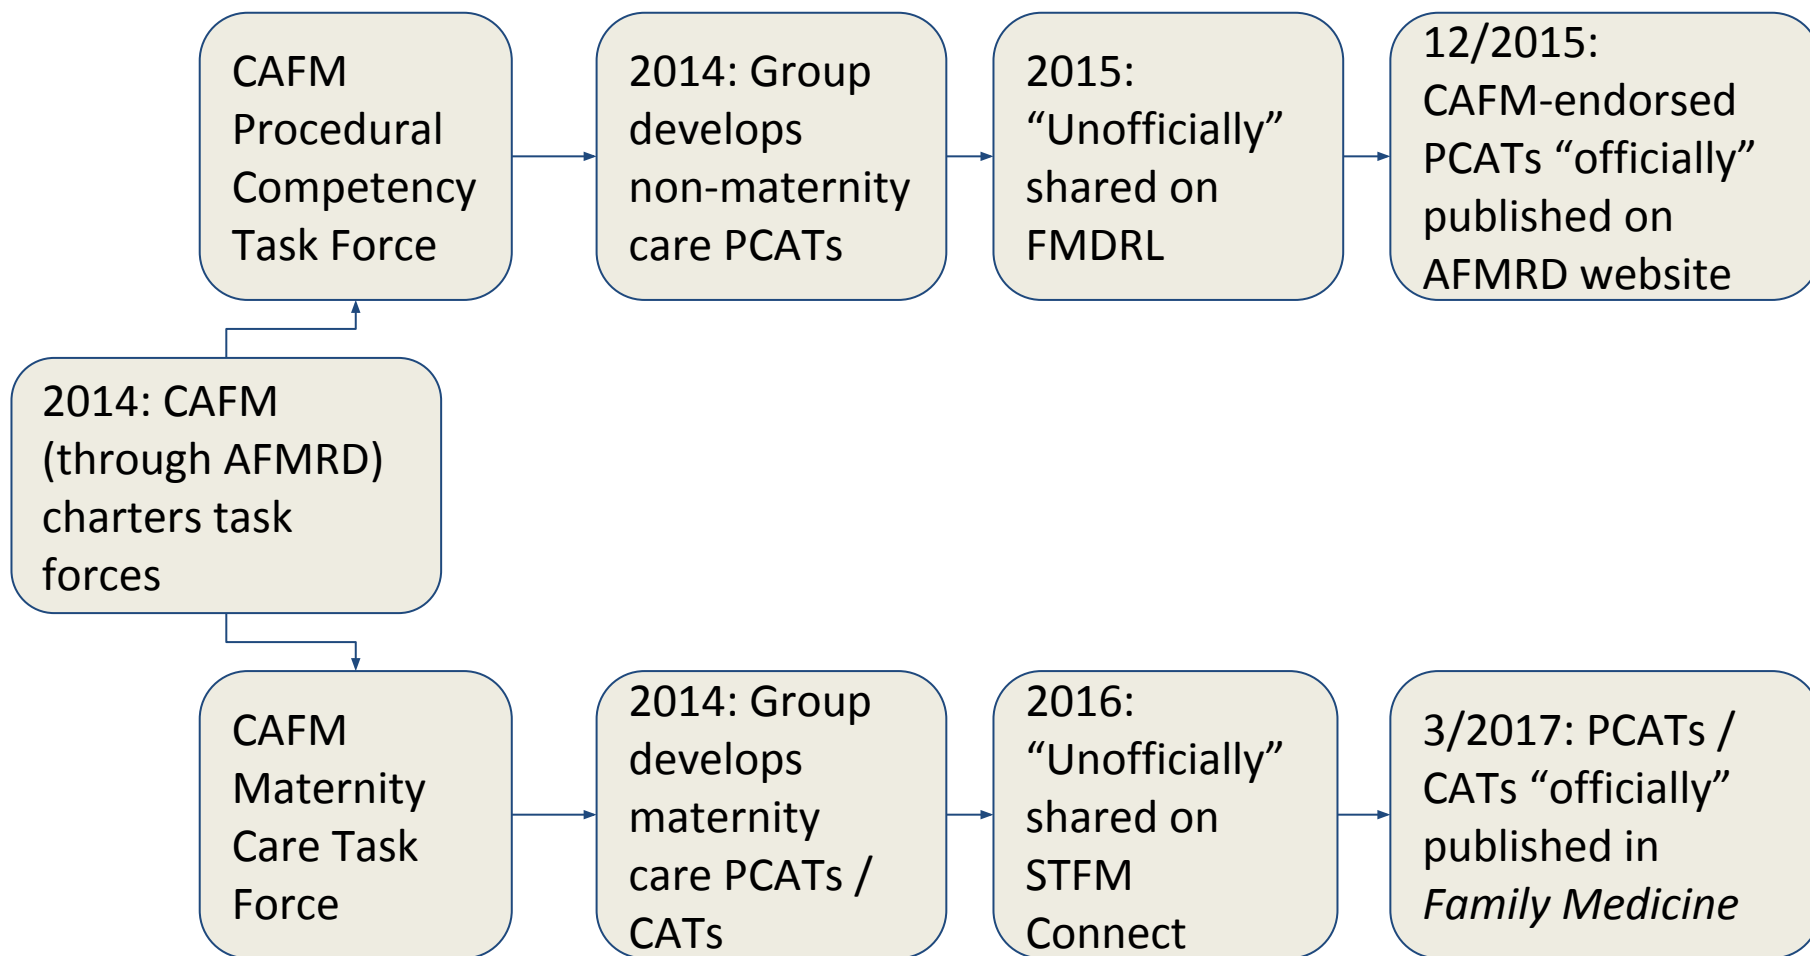 CAFM
Procedural
Competency
Task Force
2014: Group
develops
non-maternity
care PCATs
2015:
“Unofficially”
shared on
FMDRL
12/2015:
CAFM-endorsed
PCATs “officially”
published on
AFMRD website
2014: CAFM
(through AFMRD)
charters task
forces
CAFM
Maternity
Care Task
Force
2014: Group
develops
maternity
care PCATs /
CATs
2016:
“Unofficially”
shared on
STFM
Connect
3/2017: PCATs /
CATs “officially”
published in
Family Medicine